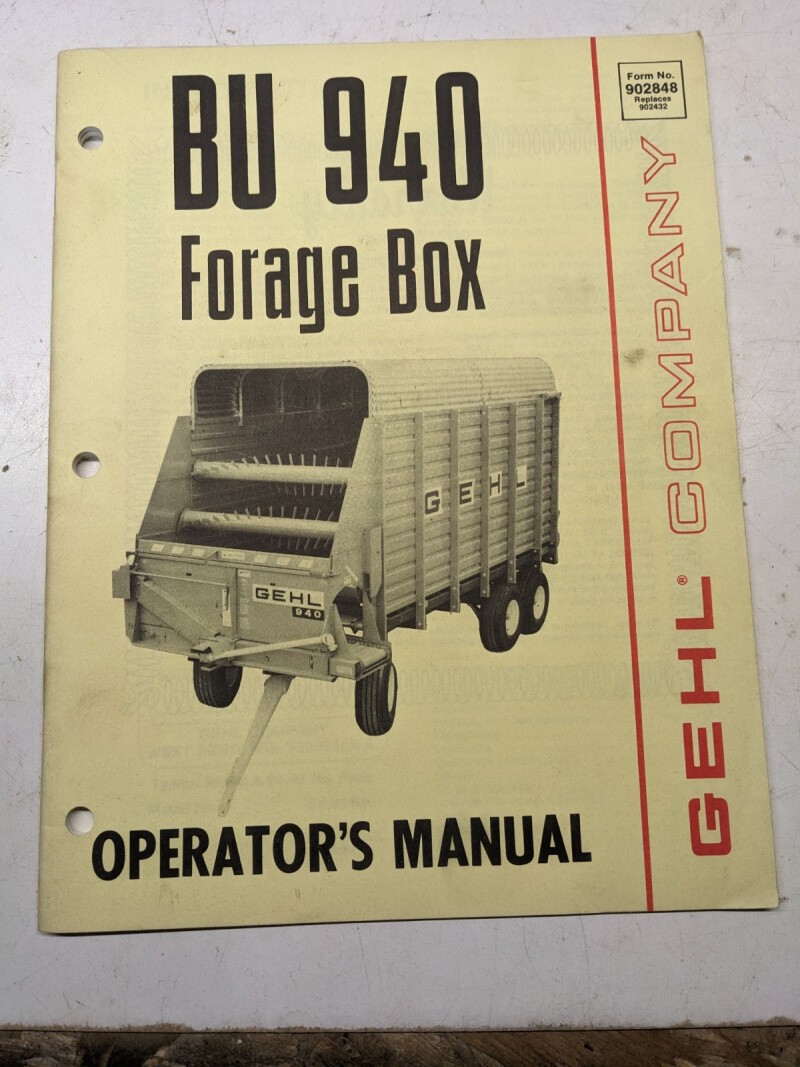 BU 940
Forage Box
Form No.
902848
Replaces
902432
GEHL® COMPANY
GEHL
GEHL
940
OPERATOR'S MANUAL